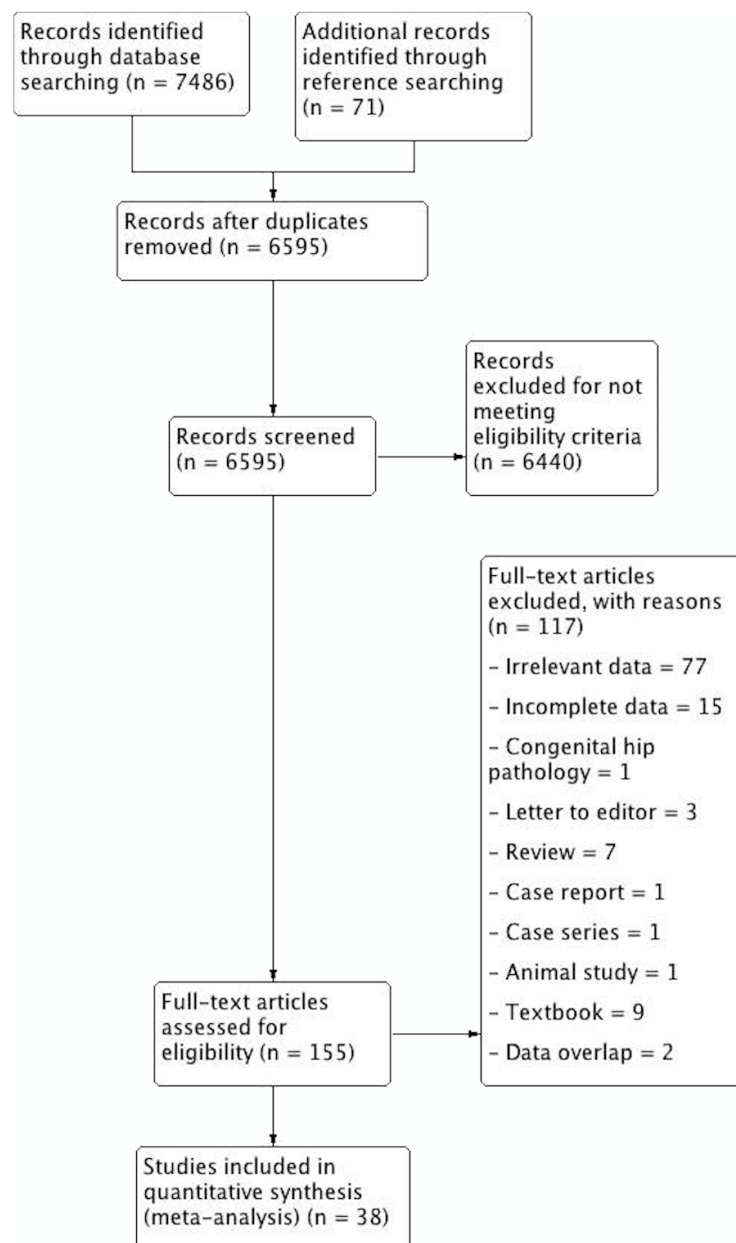 Records identified
through database
searching (n = 7486)
Additional records
identified through
reference searching
(n = 71)
Records after duplicates
removed (n = 6595)
Records
excluded for not
meeting
eligibility criteria
(n = 6440)
Records screened
(n = 6595)
Full-text articles
excluded, with reasons
(n = 117)
– Irrelevant data = 77
– Incomplete data = 15
– Congenital hip
pathology = 1
– Letter to editor = 3
– Review = 7
– Case report = 1
– Case series = 1
– Animal study = 1
– Textbook = 9
– Data overlap = 2
Full-text articles
assessed for
eligibility (n = 155)
Studies included in
quantitative synthesis
(meta-analysis) (n = 38)